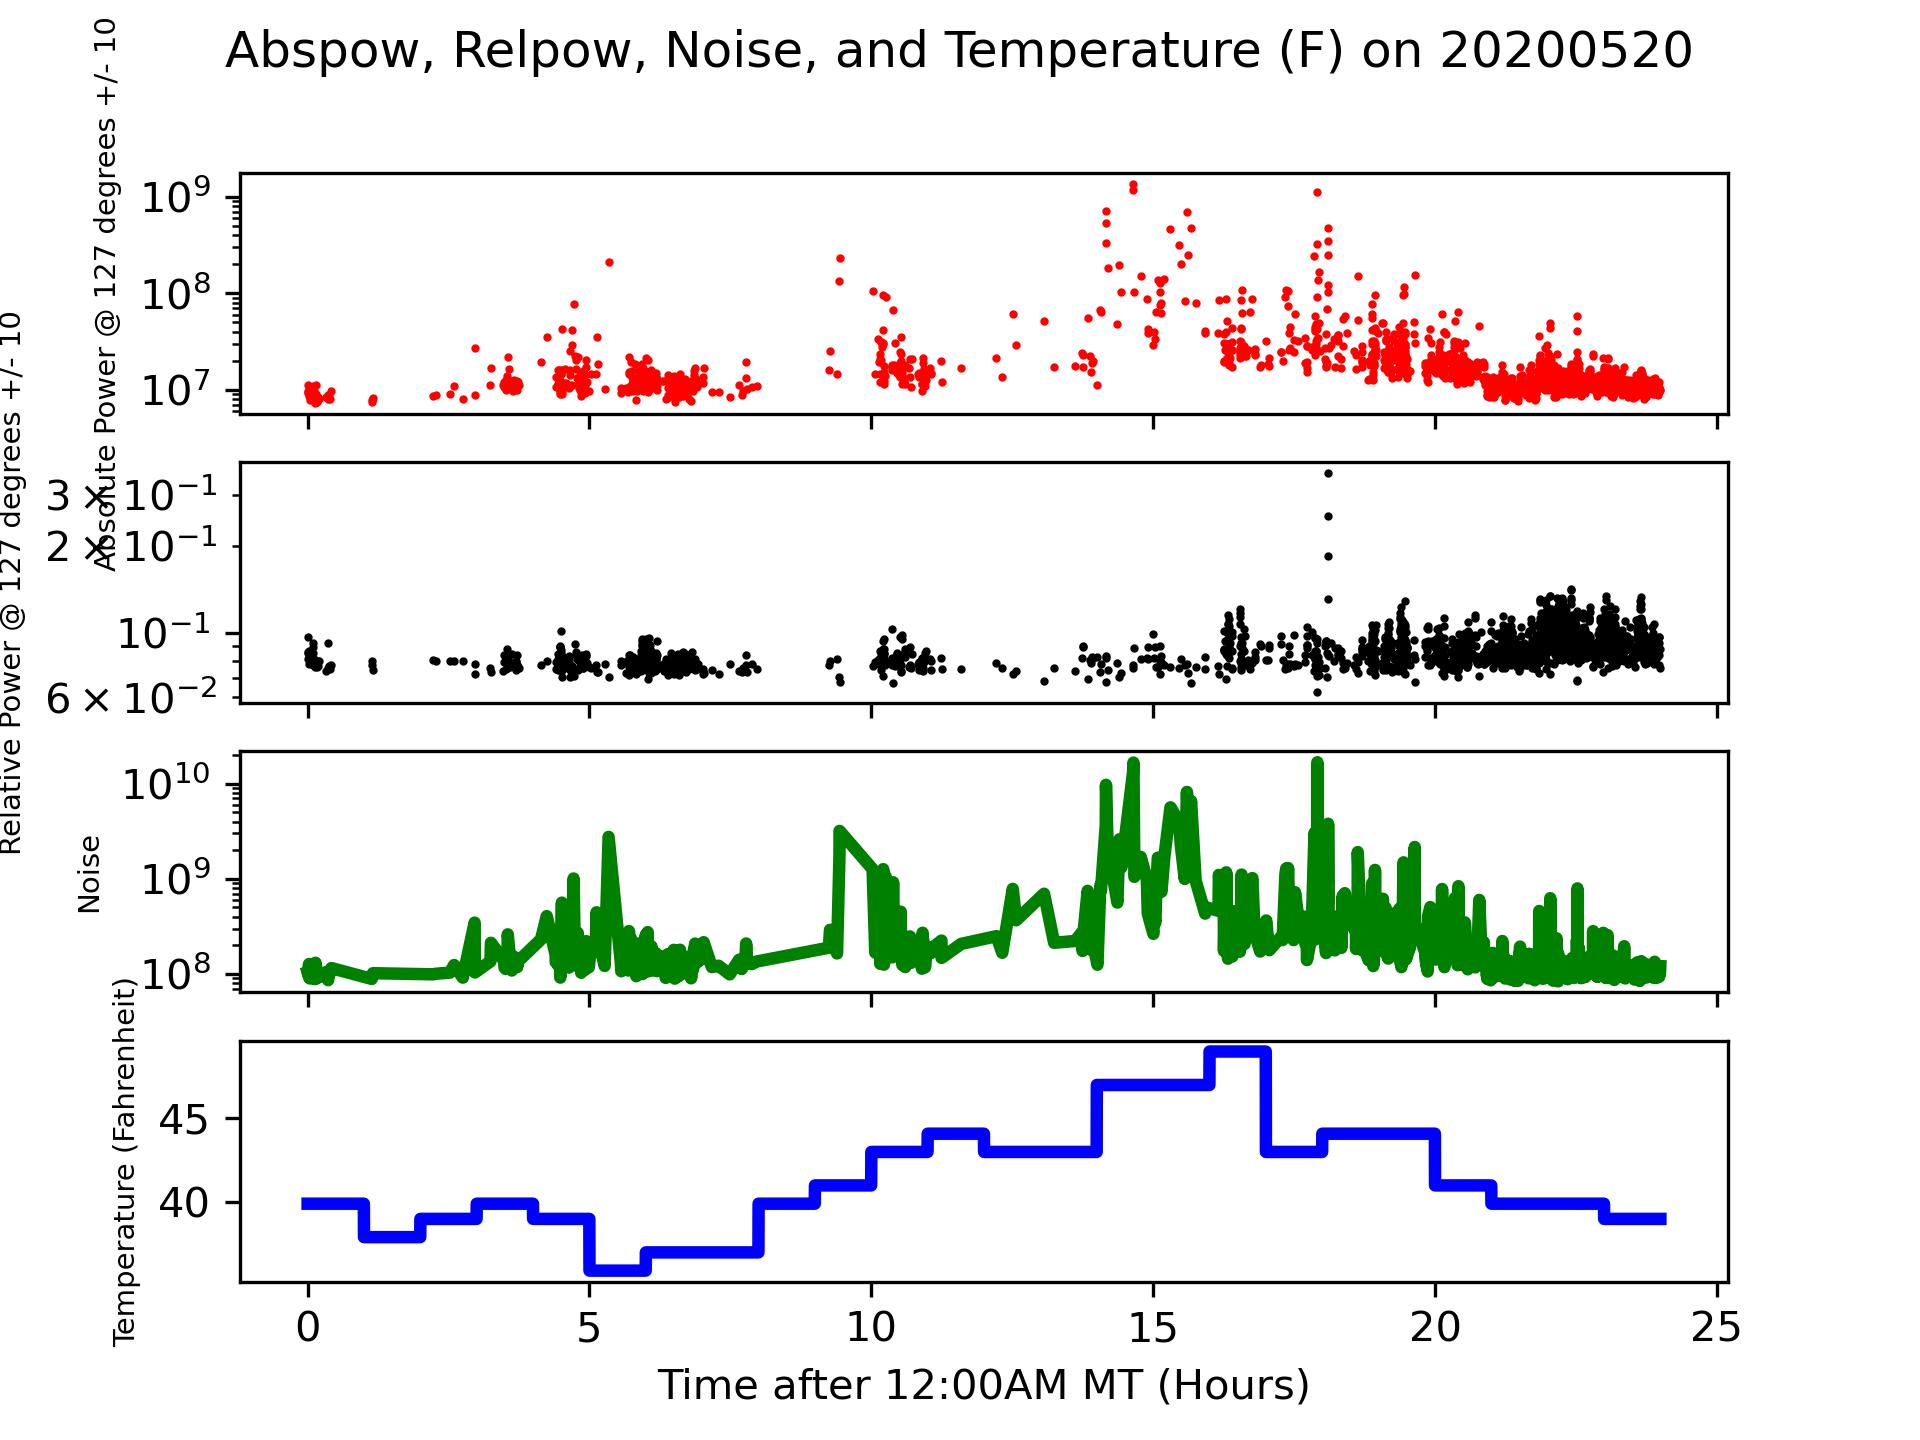 Abspow, Relpow, Noise, and Temperature (F) on 20200520
Absolute Power @ 127 degrees +/- 10
10⁹
10⁸
10⁷
Relative Power @ 127 degrees +/- 10
3 × 10⁻¹
2 × 10⁻¹
10⁻¹
6 × 10⁻²
Noise
10¹⁰
10⁹
10⁸
Temperature (Fahrenheit)
45
40
0 5 10 15 20 25
Time after 12:00AM MT (Hours)